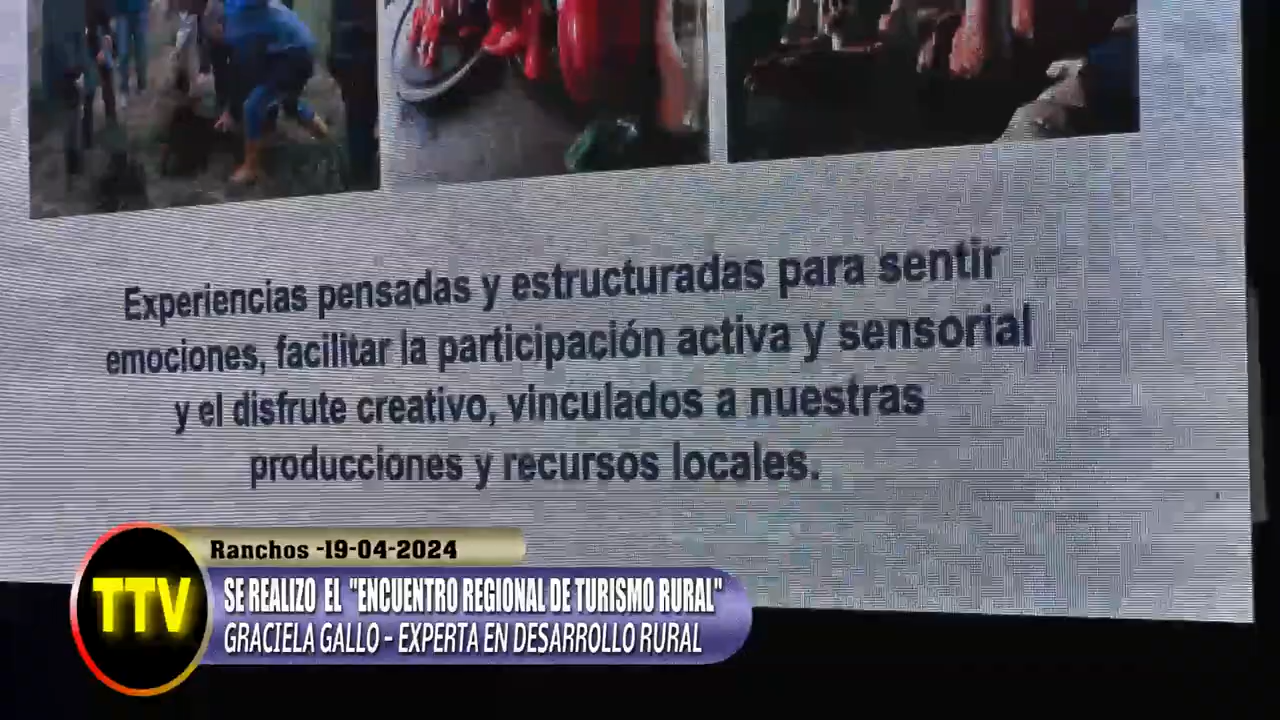 Experiencias pensadas y estructuradas para sentir
emociones, facilitar la participación activa y sensorial
y el disfrute creativo, vinculados a nuestras
producciones y recursos locales.
Ranchos -19-04-2024
TTV
SE REALIZO EL "ENCUENTRO REGIONAL DE TURISMO RURAL"
GRACIELA GALLO - EXPERTA EN DESARROLLO RURAL